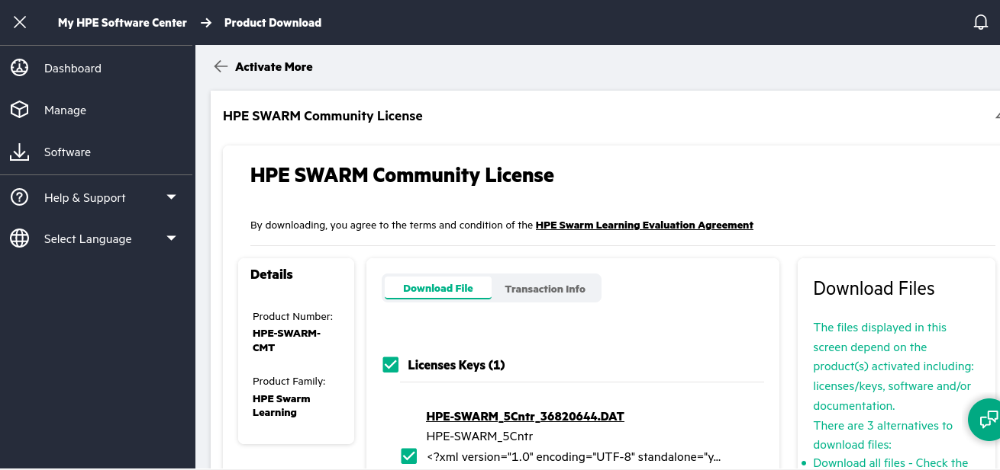 My HPE Software Center → Product Download
Dashboard
Manage
Software
Help & Support
Select Language
Activate More
HPE SWARM Community License
HPE SWARM Community License
By downloading, you agree to the terms and condition of the HPE Swarm Learning Evaluation Agreement
Details
Product Number:
HPE-SWARM-
CMT
Product Family:
HPE Swarm
Learning
Download File
Transaction Info
Licenses Keys (1)
HPE-SWARM_5Cntr_36820644.DAT
HPE-SWARM_5Cntr
<?xml version="1.0" encoding="UTF-8" standalone="y...
Download Files
The files displayed in this
screen depend on the
product(s) activated including:
licenses/keys, software and/or
documentation.
There are 3 alternatives to
download files:
• Download all files - Check the